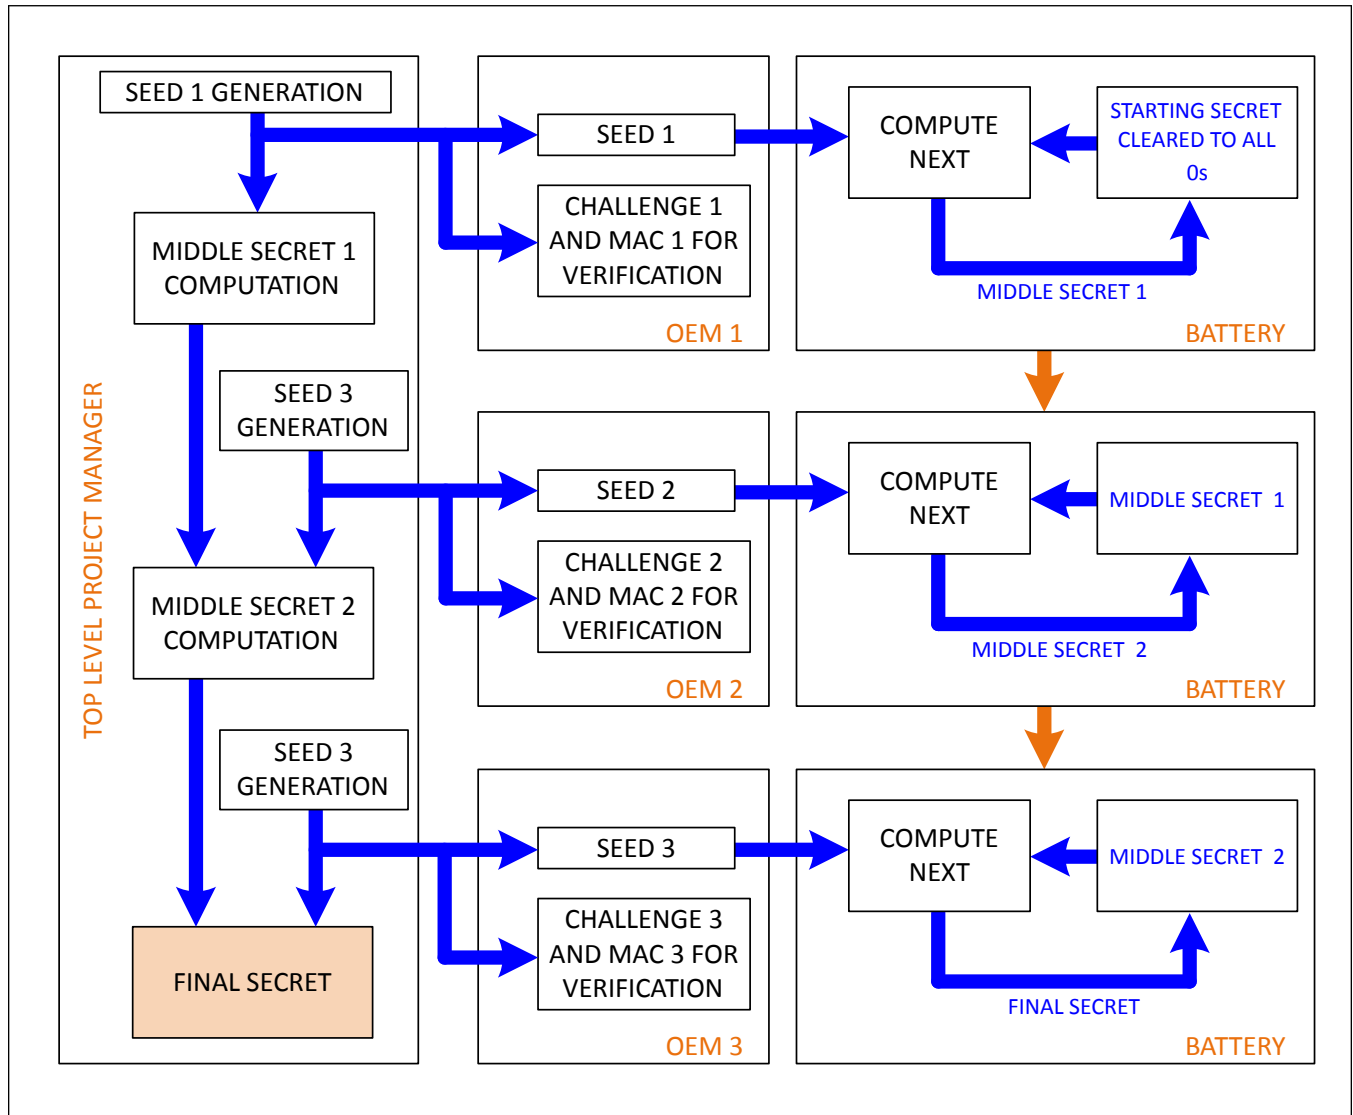 SEED 1 GENERATION
MIDDLE SECRET 1
COMPUTATION
SEED 3
GENERATION
MIDDLE SECRET 2
COMPUTATION
SEED 3
GENERATION
FINAL SECRET
TOP LEVEL PROJECT MANAGER
SEED 1
CHALLENGE 1
AND MAC 1 FOR
VERIFICATION
OEM 1
COMPUTE
NEXT
STARTING SECRET
CLEARED TO ALL
0s
MIDDLE SECRET 1
BATTERY
SEED 2
CHALLENGE 2
AND MAC 2 FOR
VERIFICATION
OEM 2
COMPUTE
NEXT
MIDDLE SECRET 1
MIDDLE SECRET 2
BATTERY
SEED 3
CHALLENGE 3
AND MAC 3 FOR
VERIFICATION
OEM 3
COMPUTE
NEXT
MIDDLE SECRET 2
FINAL SECRET
BATTERY